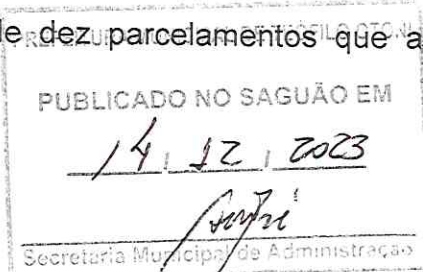 de dez parcelamentos que a
PUBLICADO NO SAGUÃO EM
14, 12, 2023
Secretaria Municipal de Administração